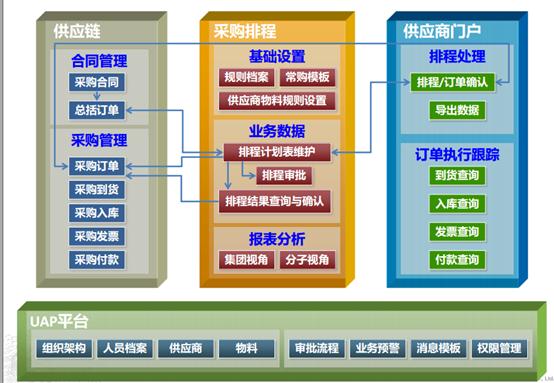 供应链
合同管理
采购合同
总括订单
采购管理
采购订单
采购到货
采购入库
采购发票
采购付款
采购排程
基础设置
规则档案
常购模板
供应商物料规则设置
业务数据
排程计划表维护
排程审批
排程结果查询与确认
报表分析
集团视角
分子视角
供应商门户
排程处理
排程/订单确认
导出数据
订单执行跟踪
到货查询
入库查询
发票查询
付款查询
UAP平台
组织架构
人员档案
供应商
物料
审批流程
业务预警
消息模板
权限管理
Ltd